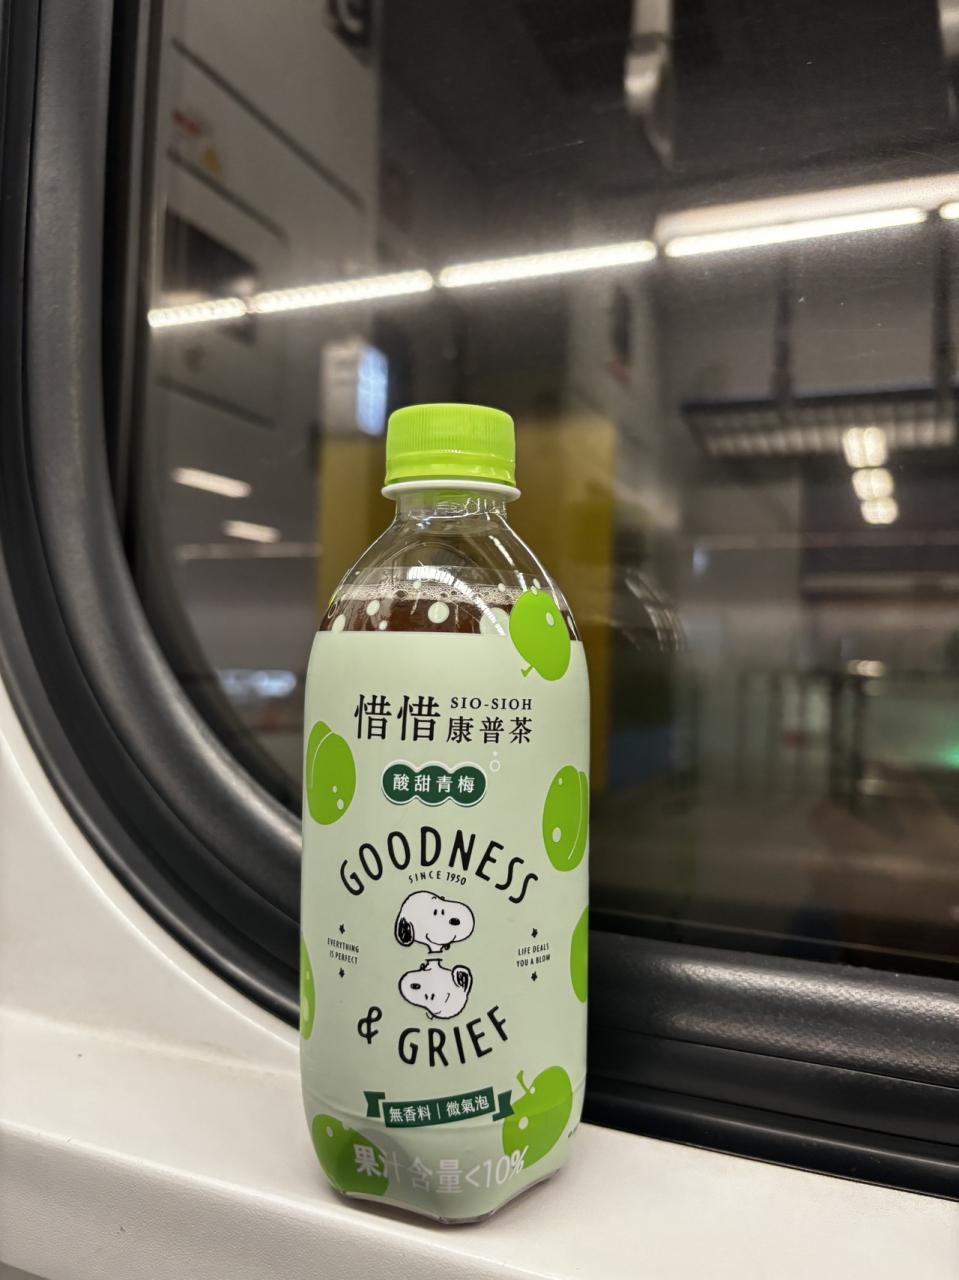 惜惜 SIO-SIOH
康普茶
酸甜青梅
GOODNESS
SINCE 1950
EVERYTHING
IS PERFECT
LIFE DEALS
YOU A BLOW
& GRIEF
無香料|微氣泡
果汁含量<10%